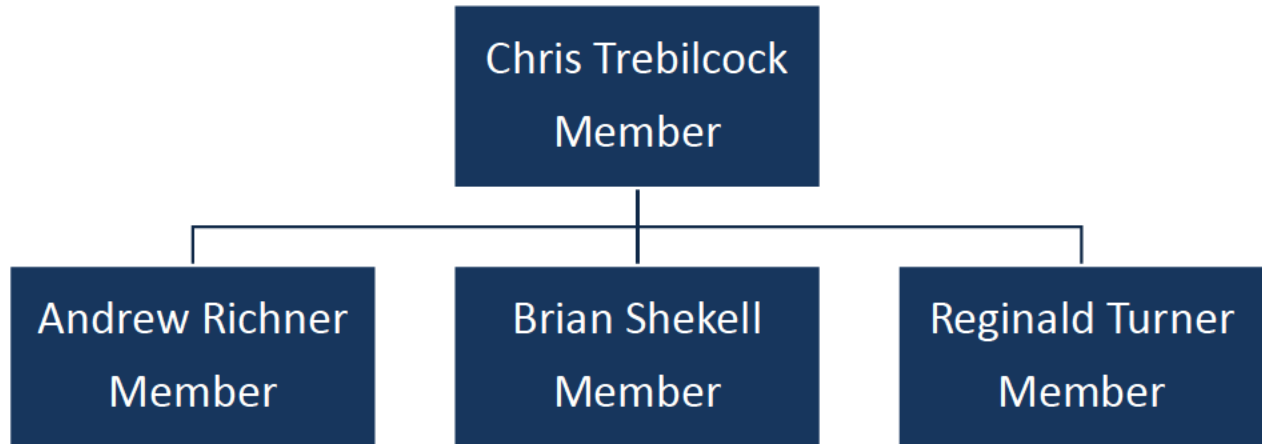 Chris Trebilcock
Member
Andrew Richner
Member
Brian Shekell
Member
Reginald Turner
Member